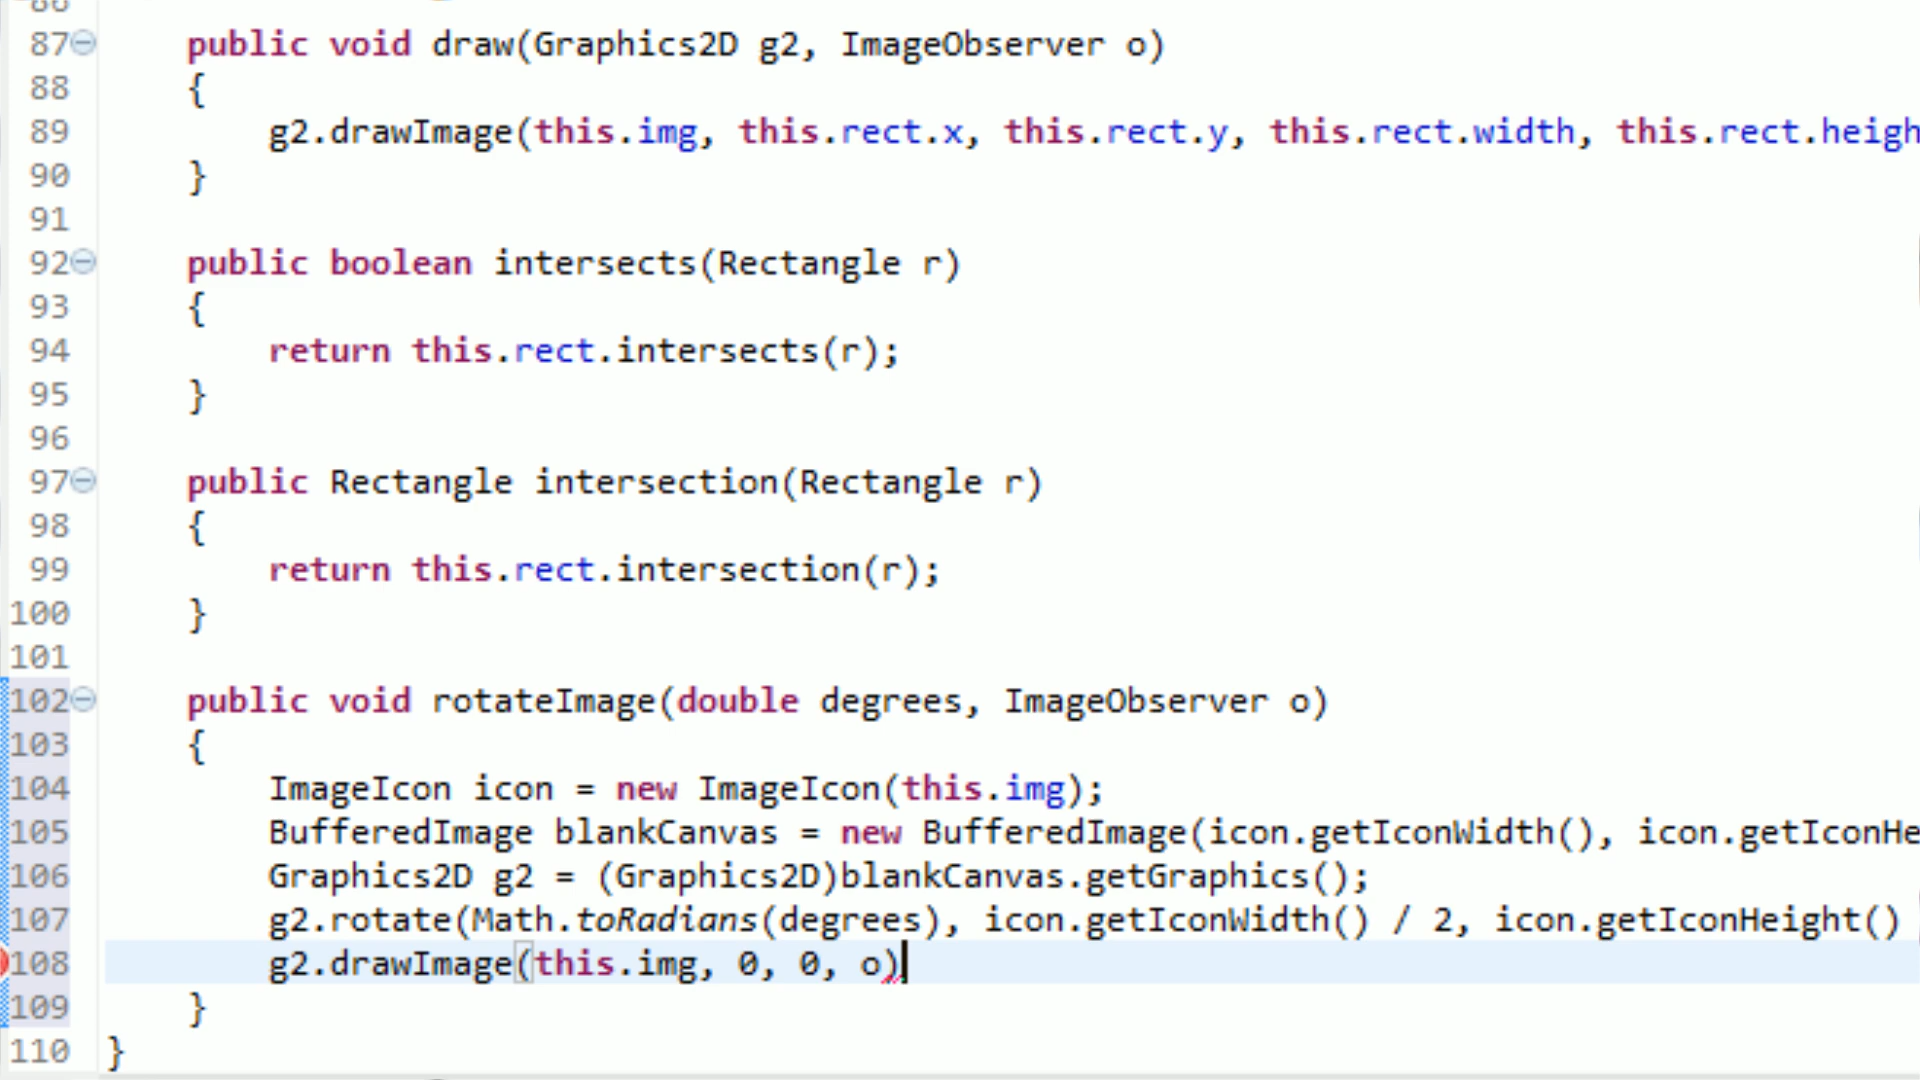 86
87 public void draw(Graphics2D g2, ImageObserver o)
88 {
89 g2.drawImage(this.img, this.rect.x, this.rect.y, this.rect.width, this.rect.heigh
90 }
91
92 public boolean intersects(Rectangle r)
93 {
94 return this.rect.intersects(r);
95 }
96
97 public Rectangle intersection(Rectangle r)
98 {
99 return this.rect.intersection(r);
100 }
101
102 public void rotateImage(double degrees, ImageObserver o)
103 {
104 ImageIcon icon = new ImageIcon(this.img);
105 BufferedImage blankCanvas = new BufferedImage(icon.getIconWidth(), icon.getIconHe
106 Graphics2D g2 = (Graphics2D)blankCanvas.getGraphics();
107 g2.rotate(Math.toRadians(degrees), icon.getIconWidth() / 2, icon.getIconHeight()
108 g2.drawImage(this.img, 0, 0, o)
109 }
110 }